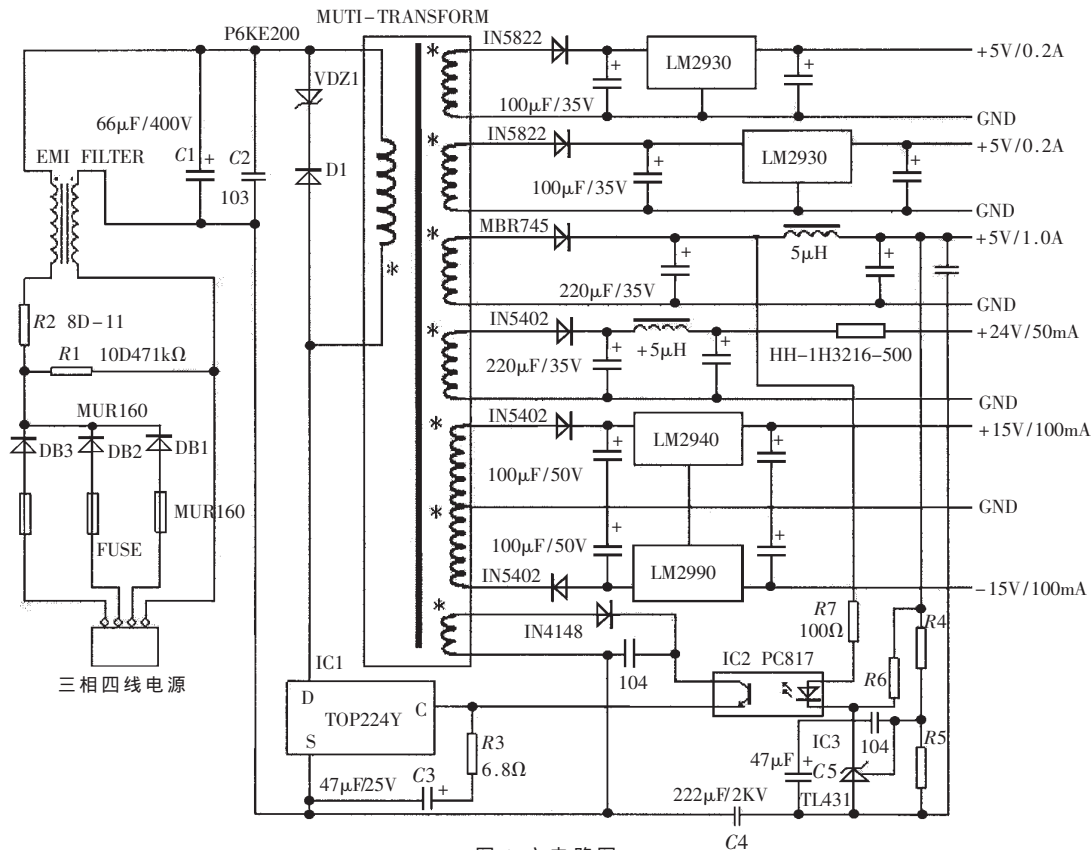 MUTI-TRANSFORM
P6KE200
IN5822
LM2930
+5V/0.2A
VDZ1
100μF/35V
GND
66μF/400V
IN5822
LM2930
+5V/0.2A
EMI FILTER
C1
+
C2
103
D1
100μF/35V
GND
MBR745
+5V/1.0A
5μH
220μF/35V
GND
R2 8D-11
IN5402
+24V/50mA
+5μH
HH-1H3216-500
R1
10D471kΩ
220μF/35V
GND
MUR160
IN5402
+15V/100mA
LM2940
DB3
DB2
DB1
100μF/50V
MUR160
GND
FUSE
100μF/50V
LM2990
IN5402
-15V/100mA
R7
100Ω
R4
IN4148
IC1
104
IC2 PC817
R6
三相四线电源
D
TOP224Y
C
S
R3
6.8Ω
IC3
104
R5
47μF
C5
47μF/25V
C3
+
222μF/2KV
TL431
C4